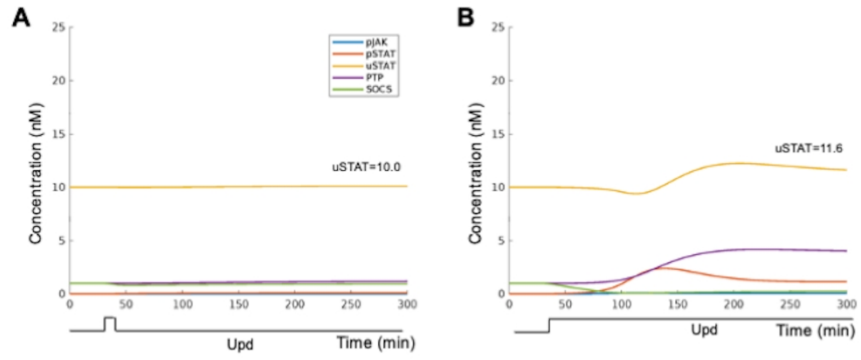 A
25
20
15
10
5
0
Concentration (nM)
pJAK
pSTAT
uSTAT
PTP
SOCS
uSTAT=10.0
0 50 100 150 200 250 300
Upd
Time (min)
B
25
20
15
10
5
0
Concentration (nM)
uSTAT=11.6
0 50 100 150 200 250 300
Upd
Time (min)